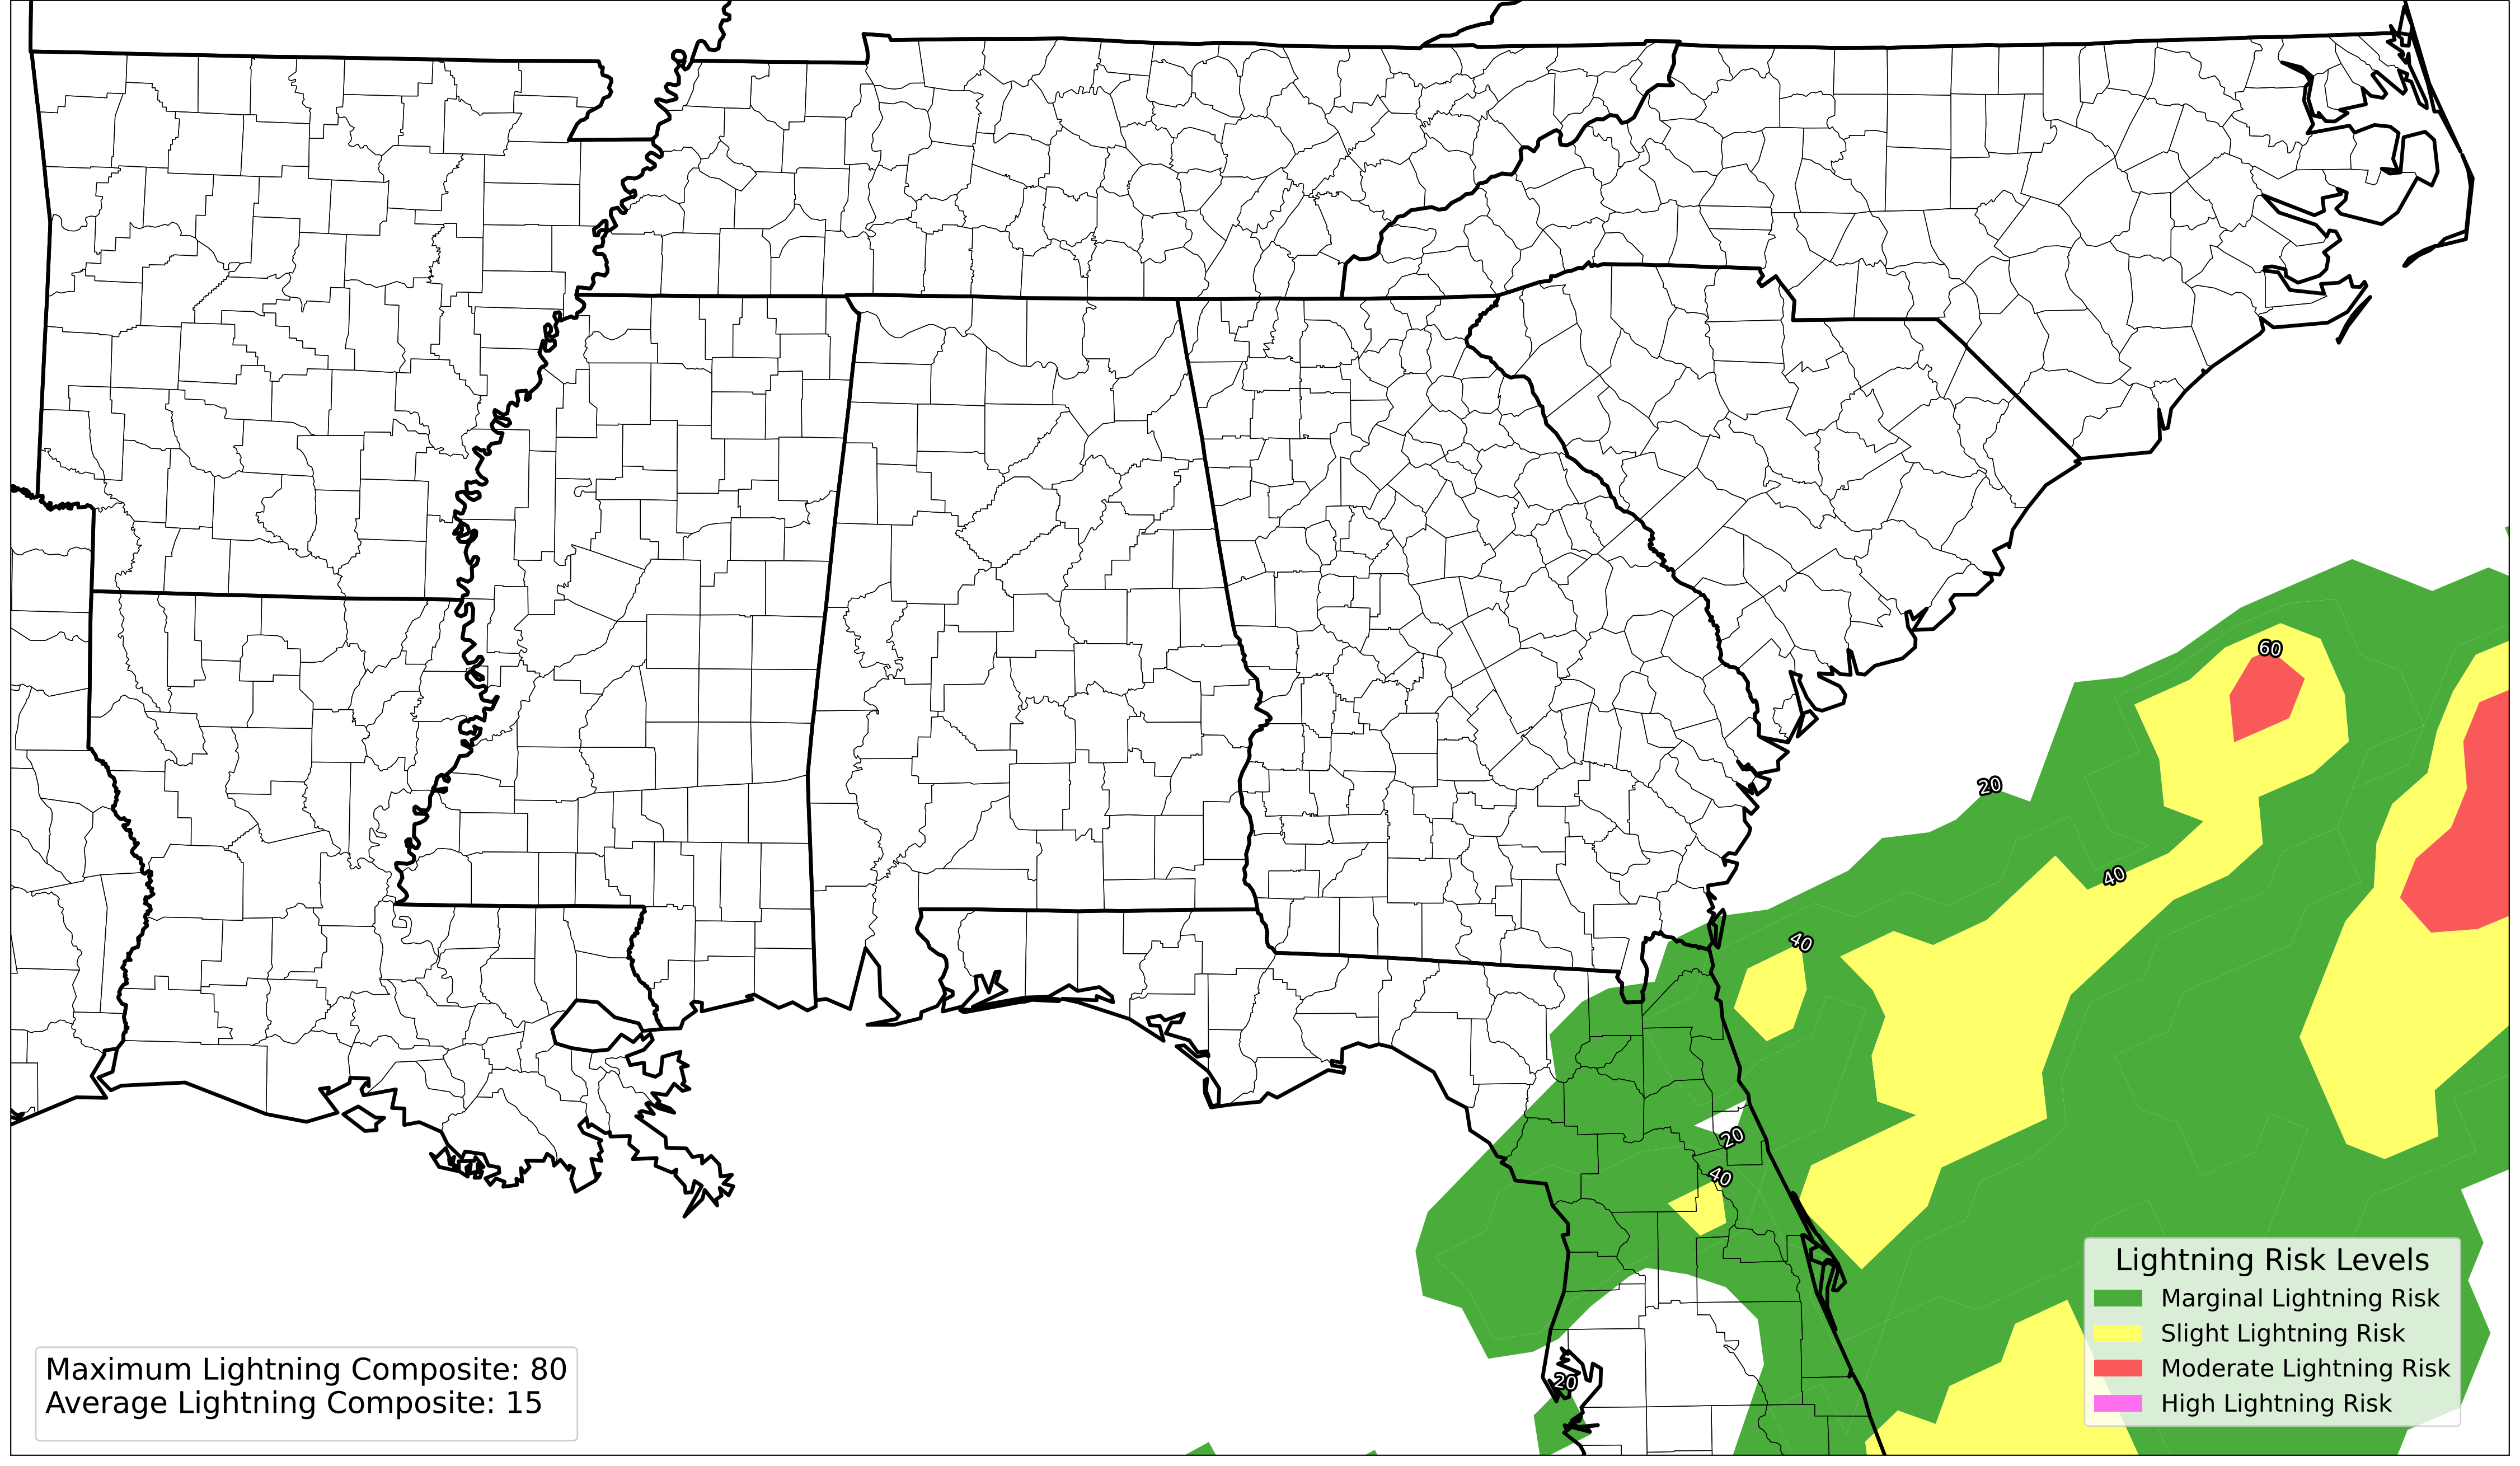 60
20
40
40
20
40
20
Lightning Risk Levels
Marginal Lightning Risk
Slight Lightning Risk
Moderate Lightning Risk
High Lightning Risk
Maximum Lightning Composite: 80
Average Lightning Composite: 15